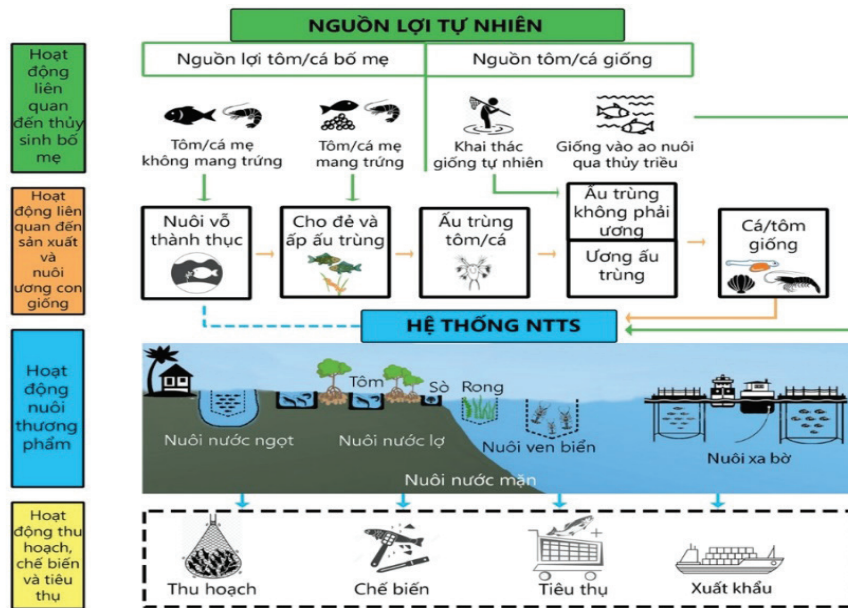 NGUỒN LỢI TỰ NHIÊN
Hoạt
động liên
quan
đến thủy
sinh bố
mẹ
Nguồn lợi tôm/cá bố mẹ
Nguồn tôm/cá giống
Tôm/cá mẹ
không mang trứng
Tôm/cá mẹ
mang trứng
Khai thác
giống tự nhiên
Giống vào ao nuôi
qua thủy triều
Hoạt
động liên
quan đến
sản xuất
và
nuôi
ương con
giống
Nuôi vỗ
thành thục
Cho đẻ và
ấp ấu trùng
Ấu trùng
tôm/cá
Ấu trùng
không phải
ương
Ương ấu
trùng
Cá/tôm
giống
HỆ THỐNG NTTS
Hoạt
động
nuôi
thương
phẩm
Tôm
Sò
Rong
Nuôi nước ngọt
Nuôi nước lợ
Nuôi ven biển
Nuôi xa bờ
Nuôi nước mặn
Hoạt
động thu
hoạch,
chế biến
và tiêu
thụ
Thu hoạch
Chế biến
Tiêu thụ
Xuất khẩu